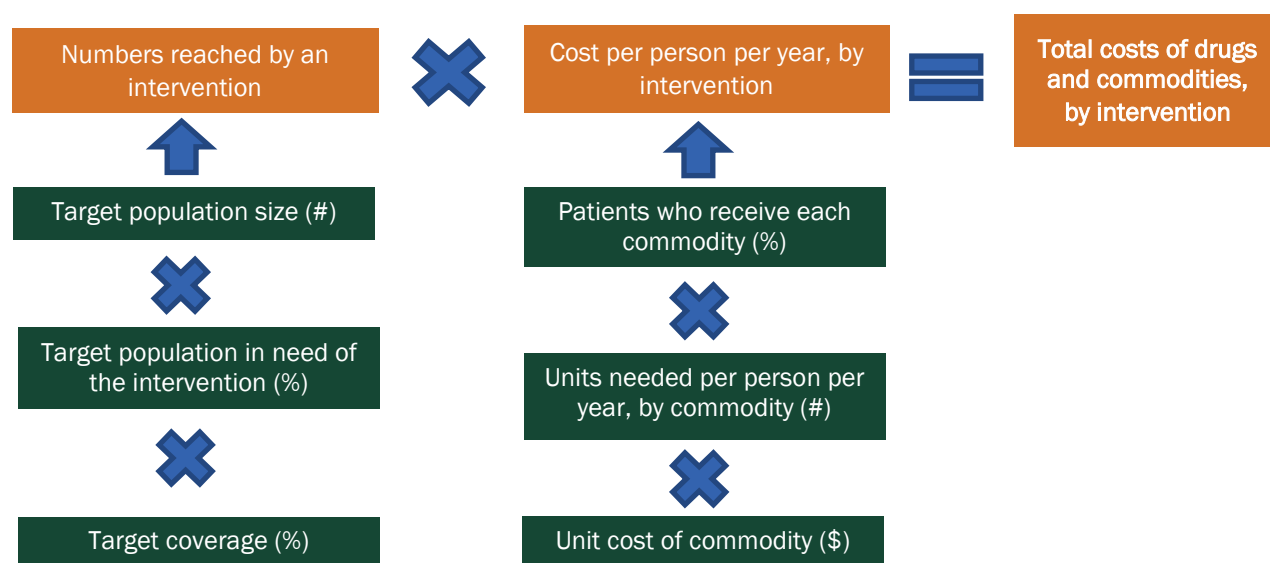 Numbers reached by an
intervention
Cost per person per year, by
intervention
Total costs of drugs
and commodities,
by intervention
Target population size (#)
Patients who receive each
commodity (%)
Target population in need of
the intervention (%)
Units needed per person per
year, by commodity (#)
Target coverage (%)
Unit cost of commodity ($)